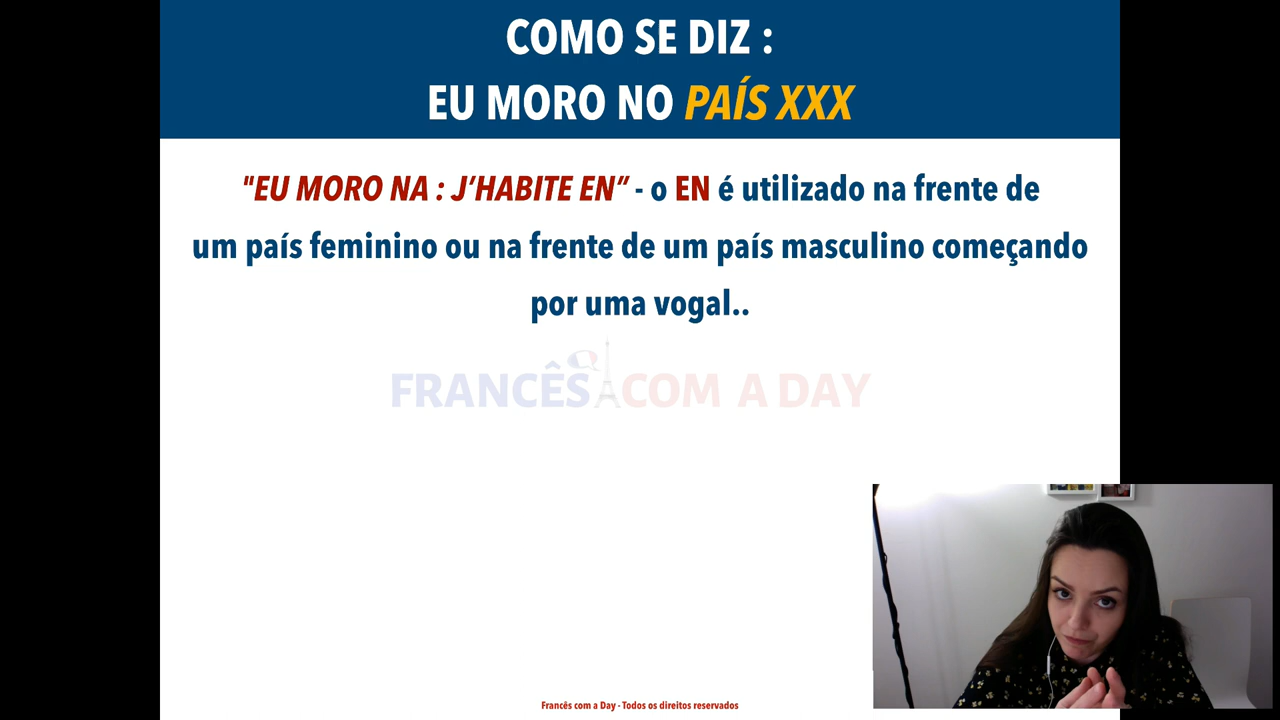 COMO SE DIZ :
EU MORO NO PAÍS XXX
"EU MORO NA : J’HABITE EN” - o EN é utilizado na frente de
um país feminino ou na frente de um país masculino começando
por uma vogal..
FRANCÊS COM A DAY
Francês com a Day - Todos os direitos reservados